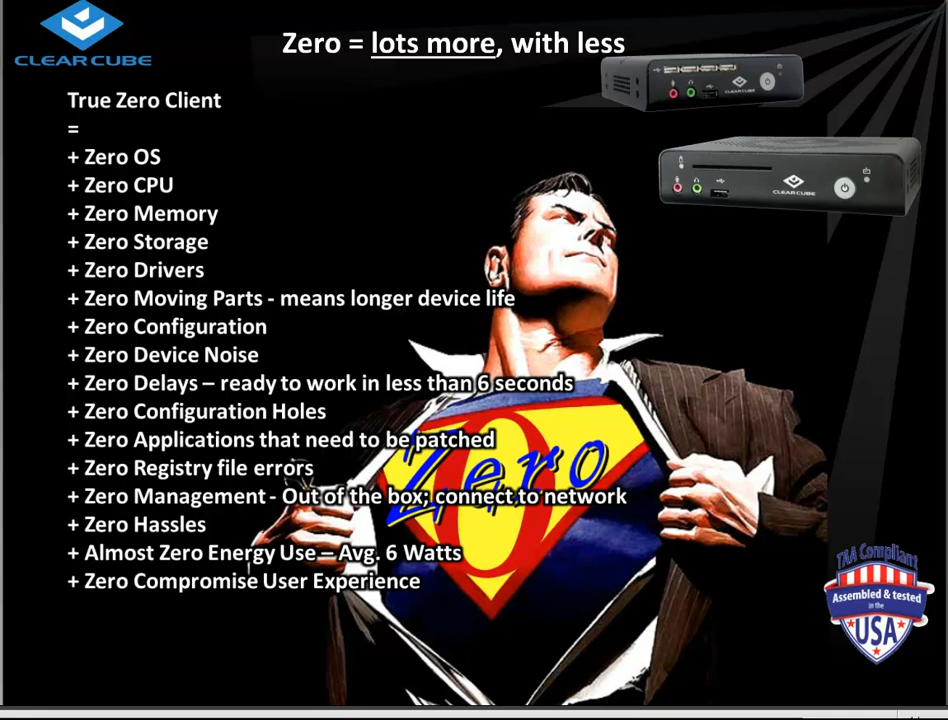 CLEARCUBE
Zero = lots more, with less
CLEARCUBE
CLEARCUBE
True Zero Client
=
+ Zero OS
+ Zero CPU
+ Zero Memory
+ Zero Storage
+ Zero Drivers
+ Zero Moving Parts - means longer device life
+ Zero Configuration
+ Zero Device Noise
+ Zero Delays – ready to work in less than 6 seconds
+ Zero Configuration Holes
+ Zero Applications that need to be patched
+ Zero Registry file errors
+ Zero Management - Out of the box; connect to network
+ Zero Hassles
+ Almost Zero Energy Use – Avg. 6 Watts
+ Zero Compromise User Experience
0
Zero
TAA Compliant
Assembled & tested
in the
USA